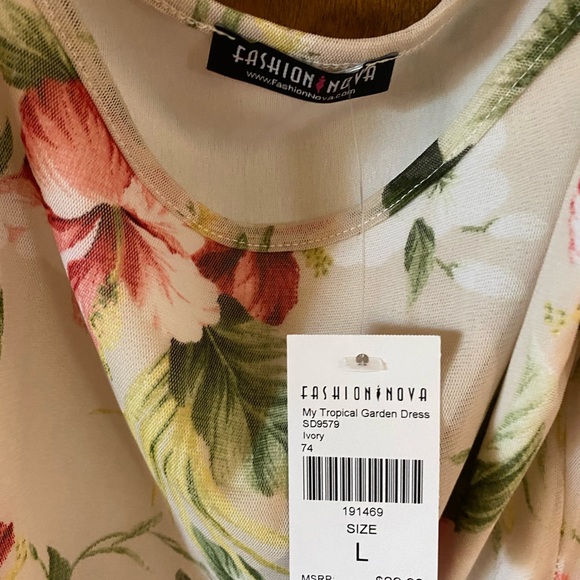 FASHION NOVA
www.FashionNova.com
FASHION NOVA
My Tropical Garden Dress
SD9579
Ivory
74
191469
SIZE
L
MSRP: